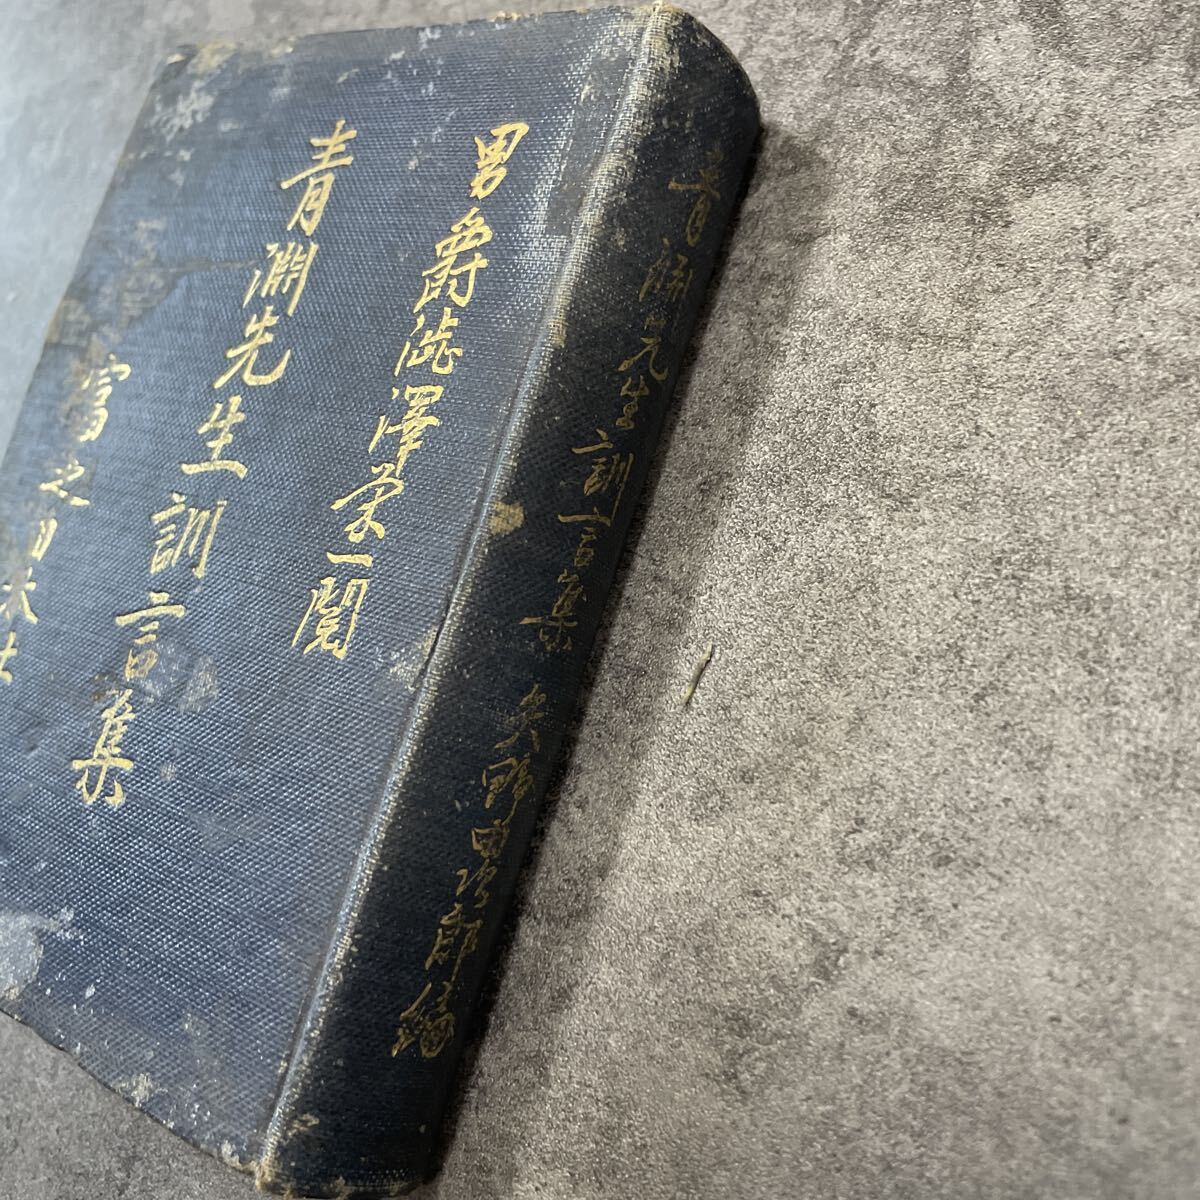 男爵澁澤栄一閲
青淵先生訓言集
富之日本社
青淵先生訓言集 矢野由次郎編